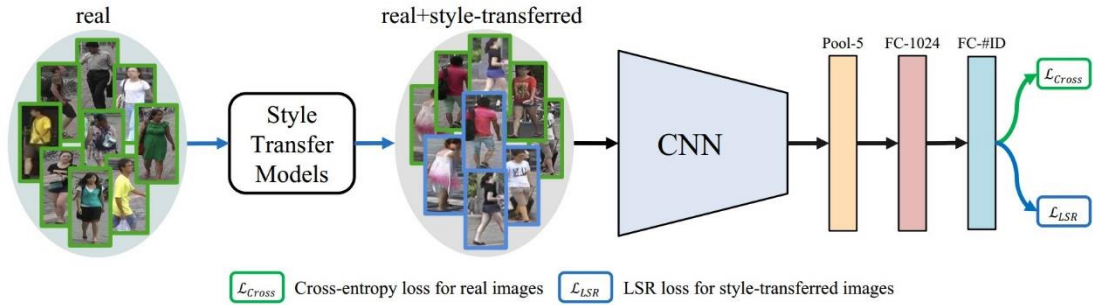 real
real+style-transferred
Style
Transfer
Models
CNN
Pool-5
FC-1024
FC-#ID
ℒCross
ℒLSR
ℒCross Cross-entropy loss for real images ℒLSR LSR loss for style-transferred images